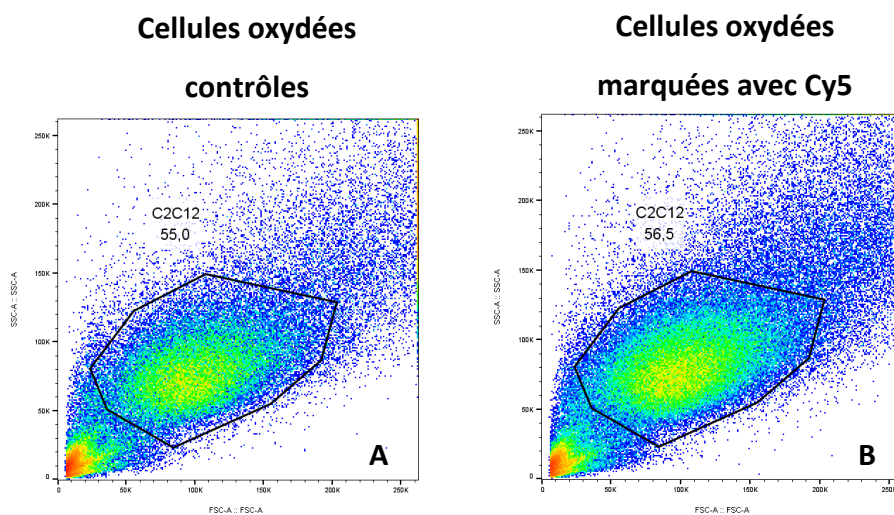 Cellules oxydées
contrôles
Cellules oxydées
marquées avec Cy5
250K
200K
150K
100K
50K
0
SSC-A :: SSC-A
C2C12
55,0
A
0
50K
100K
150K
200K
250K
FSC-A :: FSC-A
250K
200K
150K
100K
50K
0
SSC-A :: SSC-A
C2C12
56,5
B
0
50K
100K
150K
200K
250K
FSC-A :: FSC-A